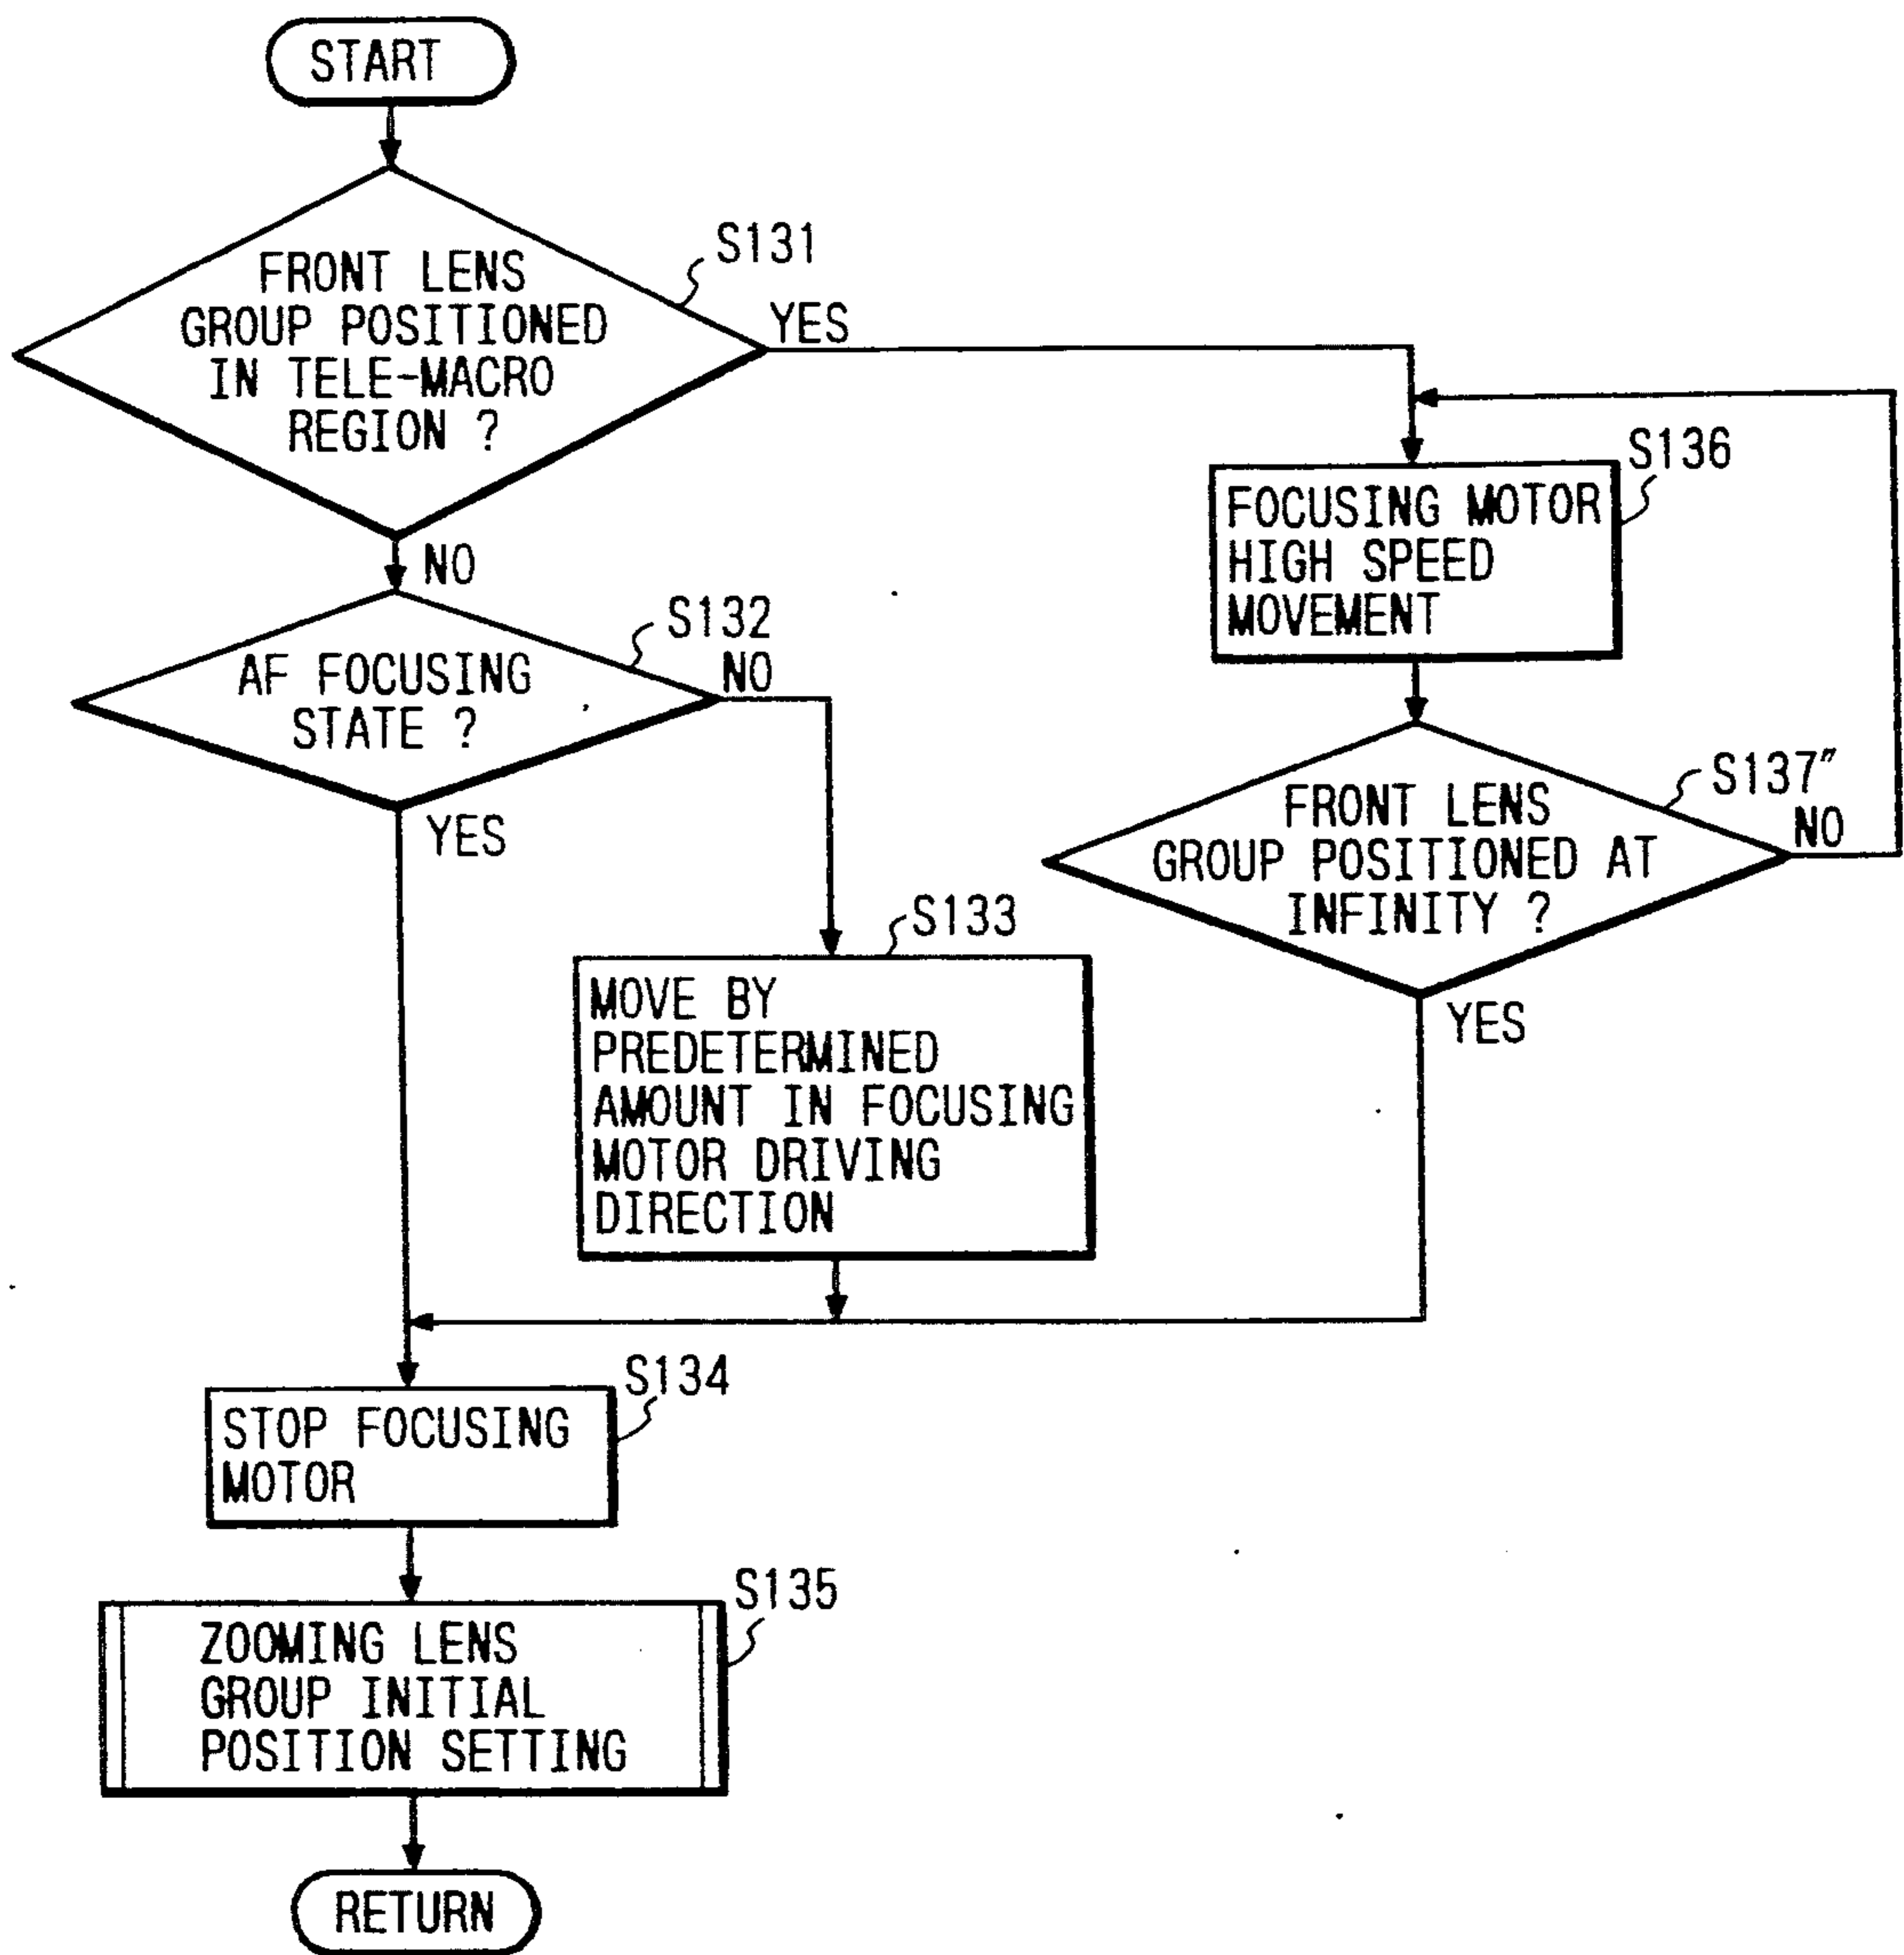 START
S131
FRONT LENS
GROUP POSITIONED
IN TELE-MACRO
REGION ?
YES
NO
S136
FOCUSING MOTOR
HIGH SPEED
MOVEMENT
S132
AF FOCUSING
STATE ?
NO
YES
S137"
FRONT LENS
GROUP POSITIONED AT
INFINITY ?
NO
YES
S133
MOVE BY
PREDETERMINED
AMOUNT IN FOCUSING
MOTOR DRIVING
DIRECTION
S134
STOP FOCUSING
MOTOR
S135
ZOOMING LENS
GROUP INITIAL
POSITION SETTING
RETURN